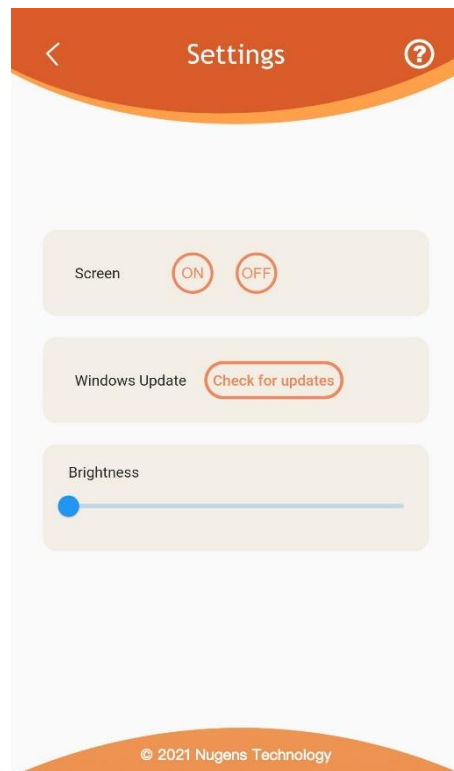 Settings
?
Screen ON OFF
Windows Update Check for updates
Brightness
© 2021 Nugens Technology